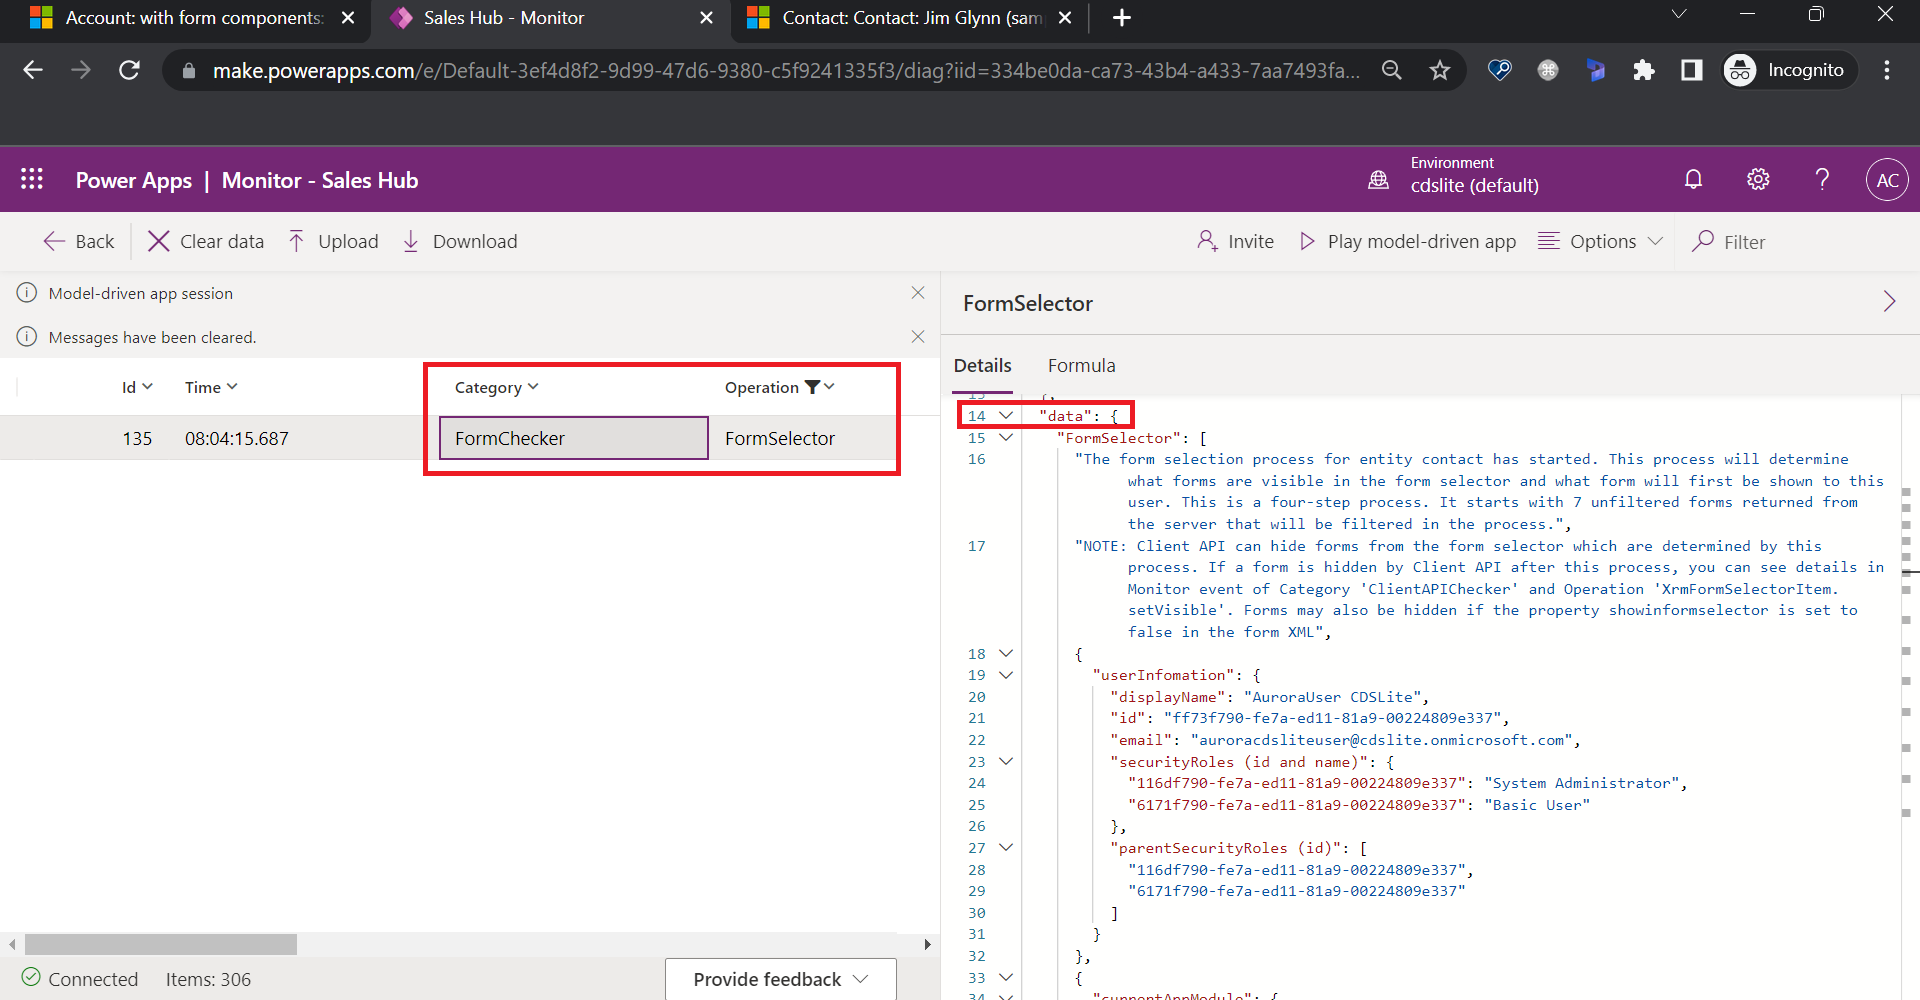 Account: with form components:
Sales Hub - Monitor
Contact: Contact: Jim Glynn (sam
make.powerapps.com/e/Default-3ef4d8f2-9d99-47d6-9380-c5f9241335f3/diag?iid=334be0da-ca73-43b4-a433-7aa7493fa...
Incognito
Power Apps | Monitor - Sales Hub
Environment
cdslite (default)
AC
Back
Clear data
Upload
Download
Invite
Play model-driven app
Options
Filter
Model-driven app session
Messages have been cleared.
Id
Time
Category
Operation
135
08:04:15.687
FormChecker
FormSelector
FormSelector
Details
Formula
13 },
14 "data": {
15 "FormSelector": [
16 "The form selection process for entity contact has started. This process will determine
what forms are visible in the form selector and what form will first be shown to this
user. This is a four-step process. It starts with 7 unfiltered forms returned from
the server that will be filtered in the process.",
17 "NOTE: Client API can hide forms from the form selector which are determined by this
process. If a form is hidden by Client API after this process, you can see details in
Monitor event of Category 'ClientAPIChecker' and Operation 'XrmFormSelectorItem.
setVisible'. Forms may also be hidden if the property showinformselector is set to
false in the form XML",
18 {
19 "userInfomation": {
20 "displayName": "AuroraUser CDSLite",
21 "id": "ff73f790-fe7a-ed11-81a9-00224809e337",
22 "email": "auroracdsliteuser@cdslite.onmicrosoft.com",
23 "securityRoles (id and name)": {
24 "116df790-fe7a-ed11-81a9-00224809e337": "System Administrator",
25 "6171f790-fe7a-ed11-81a9-00224809e337": "Basic User"
26 },
27 "parentSecurityRoles (id)": [
28 "116df790-fe7a-ed11-81a9-00224809e337",
29 "6171f790-fe7a-ed11-81a9-00224809e337"
30 ]
31 }
32 },
33 {
34 "currentAppModule": {
Connected
Items: 306
Provide feedback